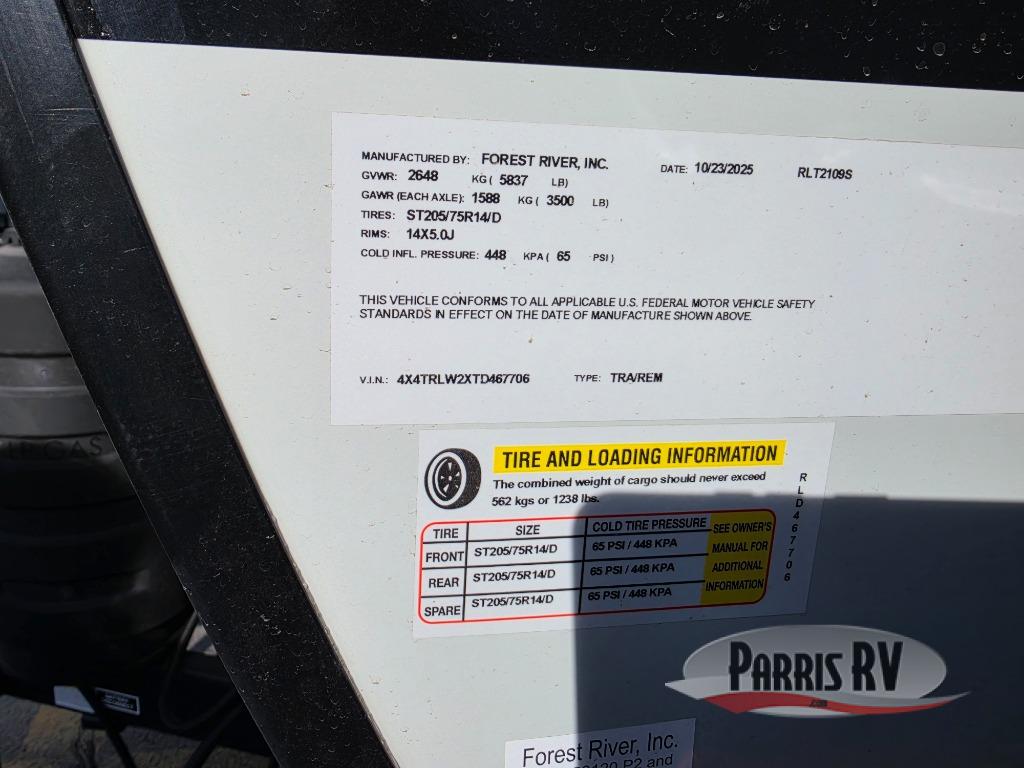 MANUFACTURED BY: FOREST RIVER, INC. DATE: 10/23/2025 RLT2109S
GVWR: 2648 KG ( 5837 LB)
GAWR (EACH AXLE): 1588 KG ( 3500 LB)
TIRES: ST205/75R14/D
RIMS: 14X5.0J
COLD INFL. PRESSURE: 448 KPA ( 65 PSI )
THIS VEHICLE CONFORMS TO ALL APPLICABLE U.S. FEDERAL MOTOR VEHICLE SAFETY
STANDARDS IN EFFECT ON THE DATE OF MANUFACTURE SHOWN ABOVE.
V.I.N.: 4X4TRLW2XTD467706 TYPE: TRA/REM
TIRE AND LOADING INFORMATION
The combined weight of cargo should never exceed
562 kgs or 1238 lbs.
RLD467706
TIRE SIZE COLD TIRE PRESSURE SEE OWNER'S
FRONT ST205/75R14/D 65 PSI / 448 KPA MANUAL FOR
REAR ST205/75R14/D 65 PSI / 448 KPA ADDITIONAL
SPARE ST205/75R14/D 65 PSI / 448 KPA INFORMATION
LP GAS
PARRIS RV
.com
Forest River, Inc.
P2 and